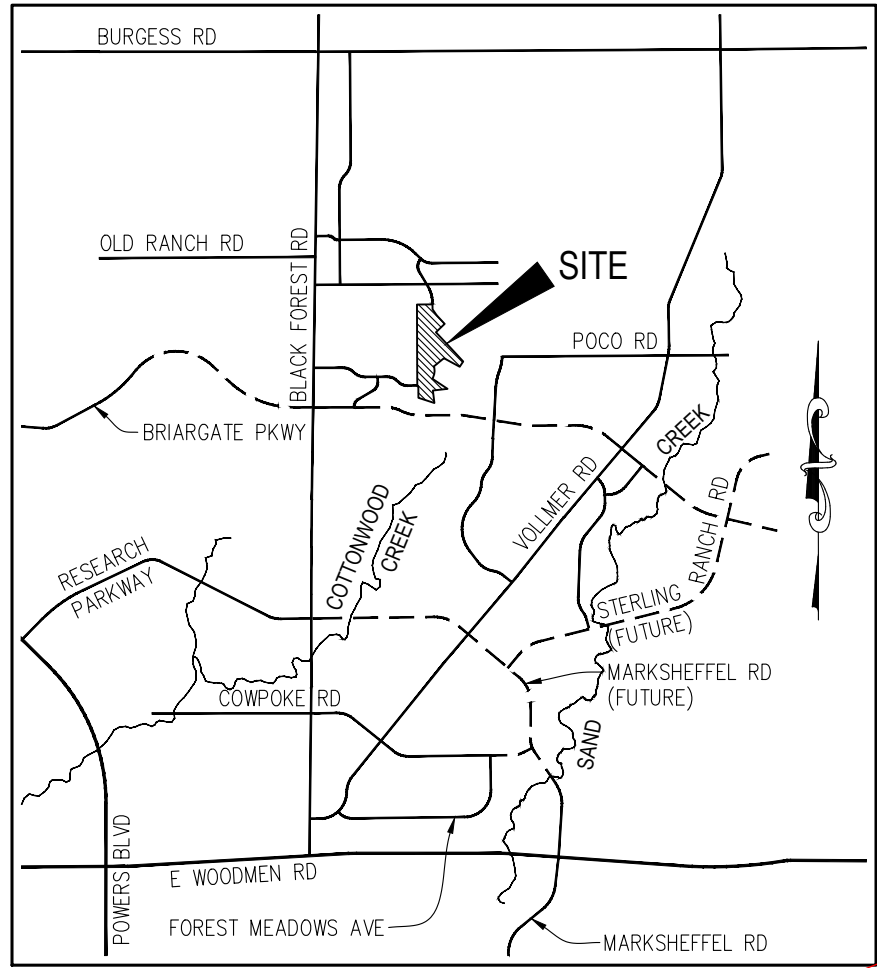 BURGESS RD
OLD RANCH RD
BLACK FOREST RD
SITE
POCO RD
BRIARGATE PKWY
CREEK
VOLLMER RD
RANCH RD
COTTONWOOD
CREEK
RESEARCH
PARKWAY
STERLING
(FUTURE)
MARKSHEFFEL RD
(FUTURE)
COWPOKE RD
SAND
POWERS BLVD
E WOODMEN RD
FOREST MEADOWS AVE
MARKSHEFFEL RD